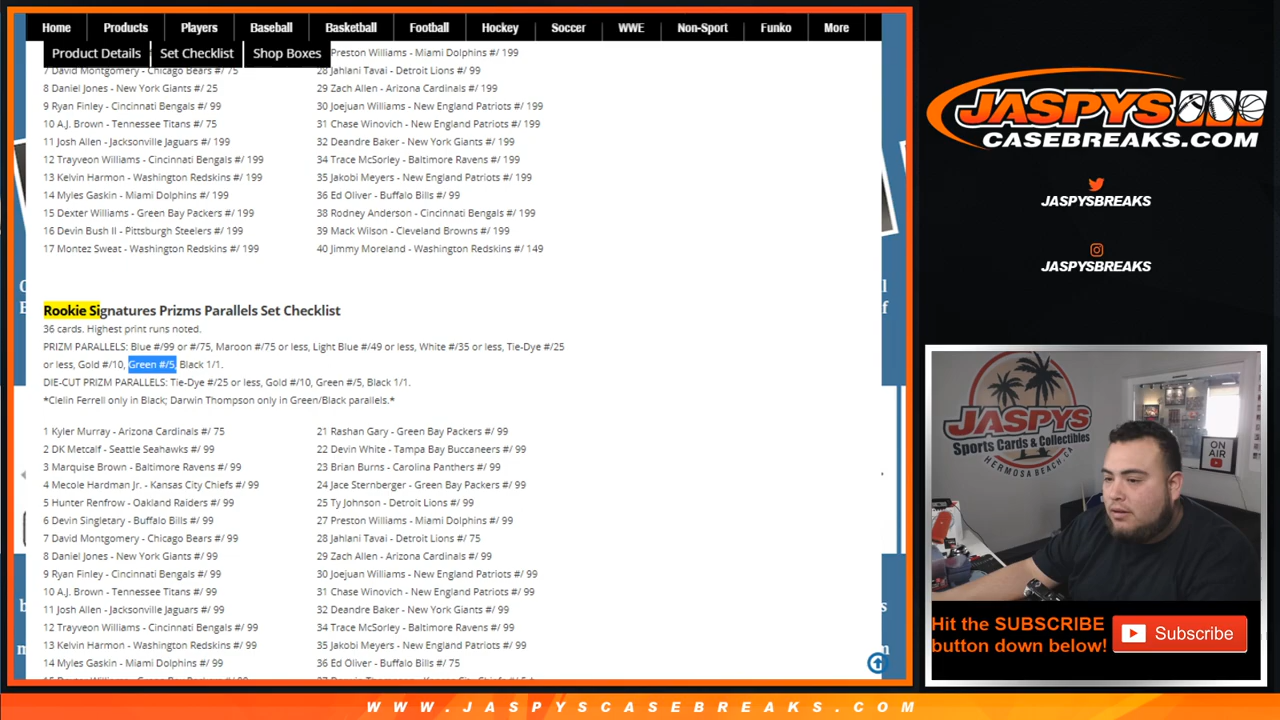 Home Products Players Baseball Basketball Football Hockey Soccer WWE Non-Sport Funko More
Product Details Set Checklist Shop Boxes
7 David Montgomery - Chicago Bears #/ 75
8 Daniel Jones - New York Giants #/ 25
9 Ryan Finley - Cincinnati Bengals #/ 99
10 A.J. Brown - Tennessee Titans #/ 75
11 Josh Allen - Jacksonville Jaguars #/ 199
12 Trayveon Williams - Cincinnati Bengals #/ 199
13 Kelvin Harmon - Washington Redskins #/ 199
14 Myles Gaskin - Miami Dolphins #/ 199
15 Dexter Williams - Green Bay Packers #/ 199
16 Devin Bush II - Pittsburgh Steelers #/ 199
17 Montez Sweat - Washington Redskins #/ 199
Preston Williams - Miami Dolphins #/ 199
28 Jahlani Tavai - Detroit Lions #/ 99
29 Zach Allen - Arizona Cardinals #/ 199
30 Joejuan Williams - New England Patriots #/ 199
31 Chase Winovich - New England Patriots #/ 199
32 Deandre Baker - New York Giants #/ 199
34 Trace McSorley - Baltimore Ravens #/ 199
35 Jakobi Meyers - New England Patriots #/ 199
36 Ed Oliver - Buffalo Bills #/ 99
38 Rodney Anderson - Cincinnati Bengals #/ 199
39 Mack Wilson - Cleveland Browns #/ 199
40 Jimmy Moreland - Washington Redskins #/ 149
Rookie Signatures Prizms Parallels Set Checklist
36 cards. Highest print runs noted.
PRIZM PARALLELS: Blue #/99 or #/75, Maroon #/75 or less, Light Blue #/49 or less, White #/35 or less, Tie-Dye #/25
or less, Gold #/10, Green #/5, Black 1/1.
DIE-CUT PRIZM PARALLELS: Tie-Dye #/25 or less, Gold #/10, Green #/5, Black 1/1.
*Clelin Ferrell only in Black; Darwin Thompson only in Green/Black parallels.*
1 Kyler Murray - Arizona Cardinals #/ 75
2 DK Metcalf - Seattle Seahawks #/ 99
3 Marquise Brown - Baltimore Ravens #/ 99
4 Mecole Hardman Jr. - Kansas City Chiefs #/ 99
5 Hunter Renfrow - Oakland Raiders #/ 99
6 Devin Singletary - Buffalo Bills #/ 99
7 David Montgomery - Chicago Bears #/ 99
8 Daniel Jones - New York Giants #/ 99
9 Ryan Finley - Cincinnati Bengals #/ 99
10 A.J. Brown - Tennessee Titans #/ 99
11 Josh Allen - Jacksonville Jaguars #/ 99
12 Trayveon Williams - Cincinnati Bengals #/ 99
13 Kelvin Harmon - Washington Redskins #/ 99
14 Myles Gaskin - Miami Dolphins #/ 99
21 Rashan Gary - Green Bay Packers #/ 99
22 Devin White - Tampa Bay Buccaneers #/ 99
23 Brian Burns - Carolina Panthers #/ 99
24 Jace Sternberger - Green Bay Packers #/ 99
25 Ty Johnson - Detroit Lions #/ 99
27 Preston Williams - Miami Dolphins #/ 99
28 Jahlani Tavai - Detroit Lions #/ 75
29 Zach Allen - Arizona Cardinals #/ 99
30 Joejuan Williams - New England Patriots #/ 99
31 Chase Winovich - New England Patriots #/ 99
32 Deandre Baker - New York Giants #/ 99
34 Trace McSorley - Baltimore Ravens #/ 99
35 Jakobi Meyers - New England Patriots #/ 99
36 Ed Oliver - Buffalo Bills #/ 75
JASPYS
CASEBREAKS.COM
JASPYSBREAKS
JASPYSBREAKS
JASPYS
Sports Cards & Collectibles
HERMOSA BEACH, CA
ON
AIR
Hit the SUBSCRIBE
button down below!
Subscribe
WWW.JASPYSCASEBREAKS.COM